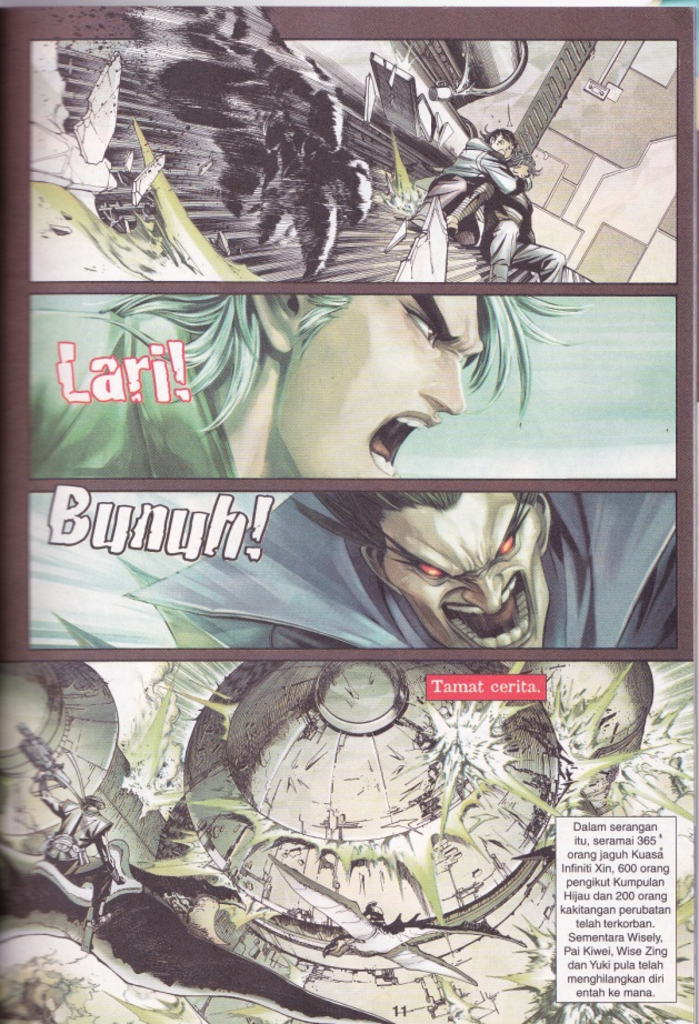 Lari!
Bunuh!
Tamat cerita.
Dalam serangan
itu, seramai 365
orang jaguh Kuasa
Infiniti Xin, 600 orang
pengikut Kumpulan
Hijau dan 200 orang
kakitangan perubatan
telah terkorban.
Sementara Wisely,
Pai Kiwei, Wise Zing
dan Yuki pula telah
menghilangkan diri
entah ke mana.
11